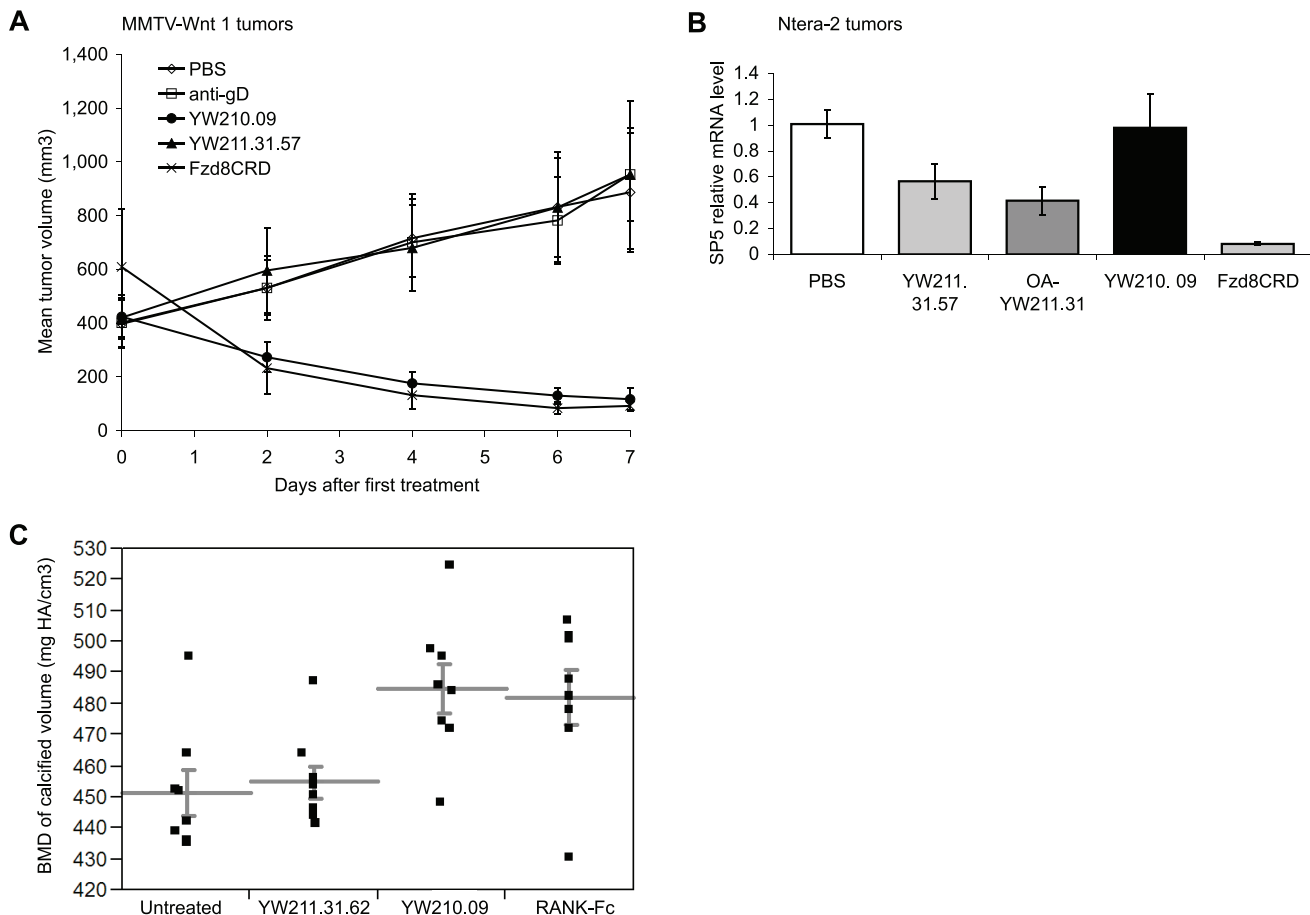 A
MMTV-Wnt 1 tumors
Mean tumor volume (mm3)
1,400
1,200
1,000
800
600
400
200
0
PBS
anti-gD
YW210.09
YW211.31.57
Fzd8CRD
0 1 2 3 4 5 6 7
Days after first treatment
B
Ntera-2 tumors
SP5 relative mRNA level
1.4
1.2
1
0.8
0.6
0.4
0.2
0
PBS YW211. OA- YW210. 09 Fzd8CRD
31.57 YW211.31
C
BMD of calcified volume (mg HA/cm3)
530
520
510
500
490
480
470
460
450
440
430
420
Untreated YW211.31.62 YW210.09 RANK-Fc